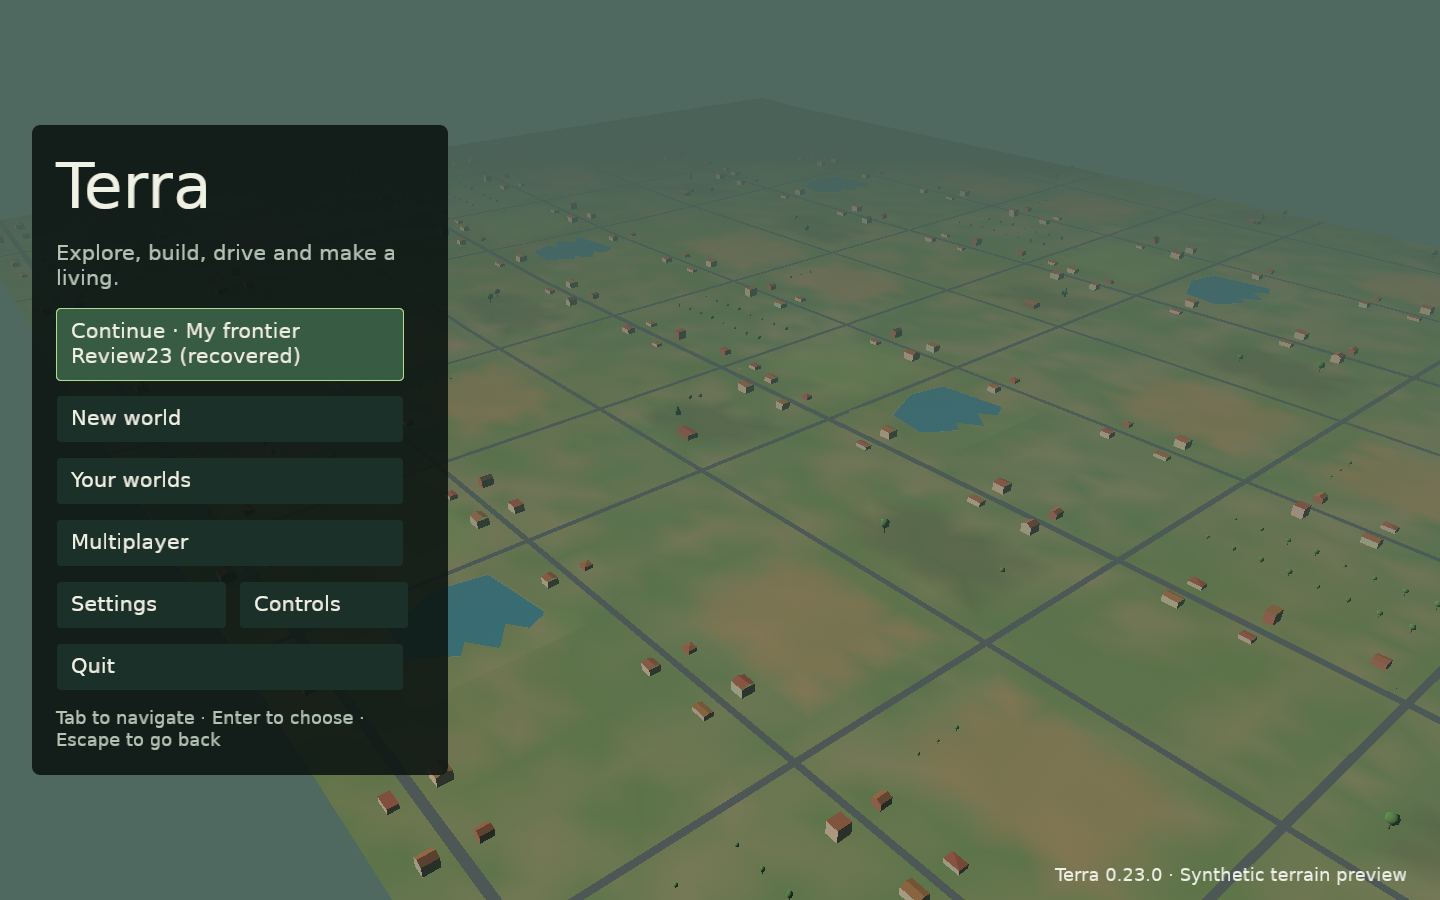 Terra
Explore, build, drive and make a
living.
Continue · My frontier
Review23 (recovered)
New world
Your worlds
Multiplayer
Settings
Controls
Quit
Tab to navigate · Enter to choose ·
Escape to go back
Terra 0.23.0 · Synthetic terrain preview